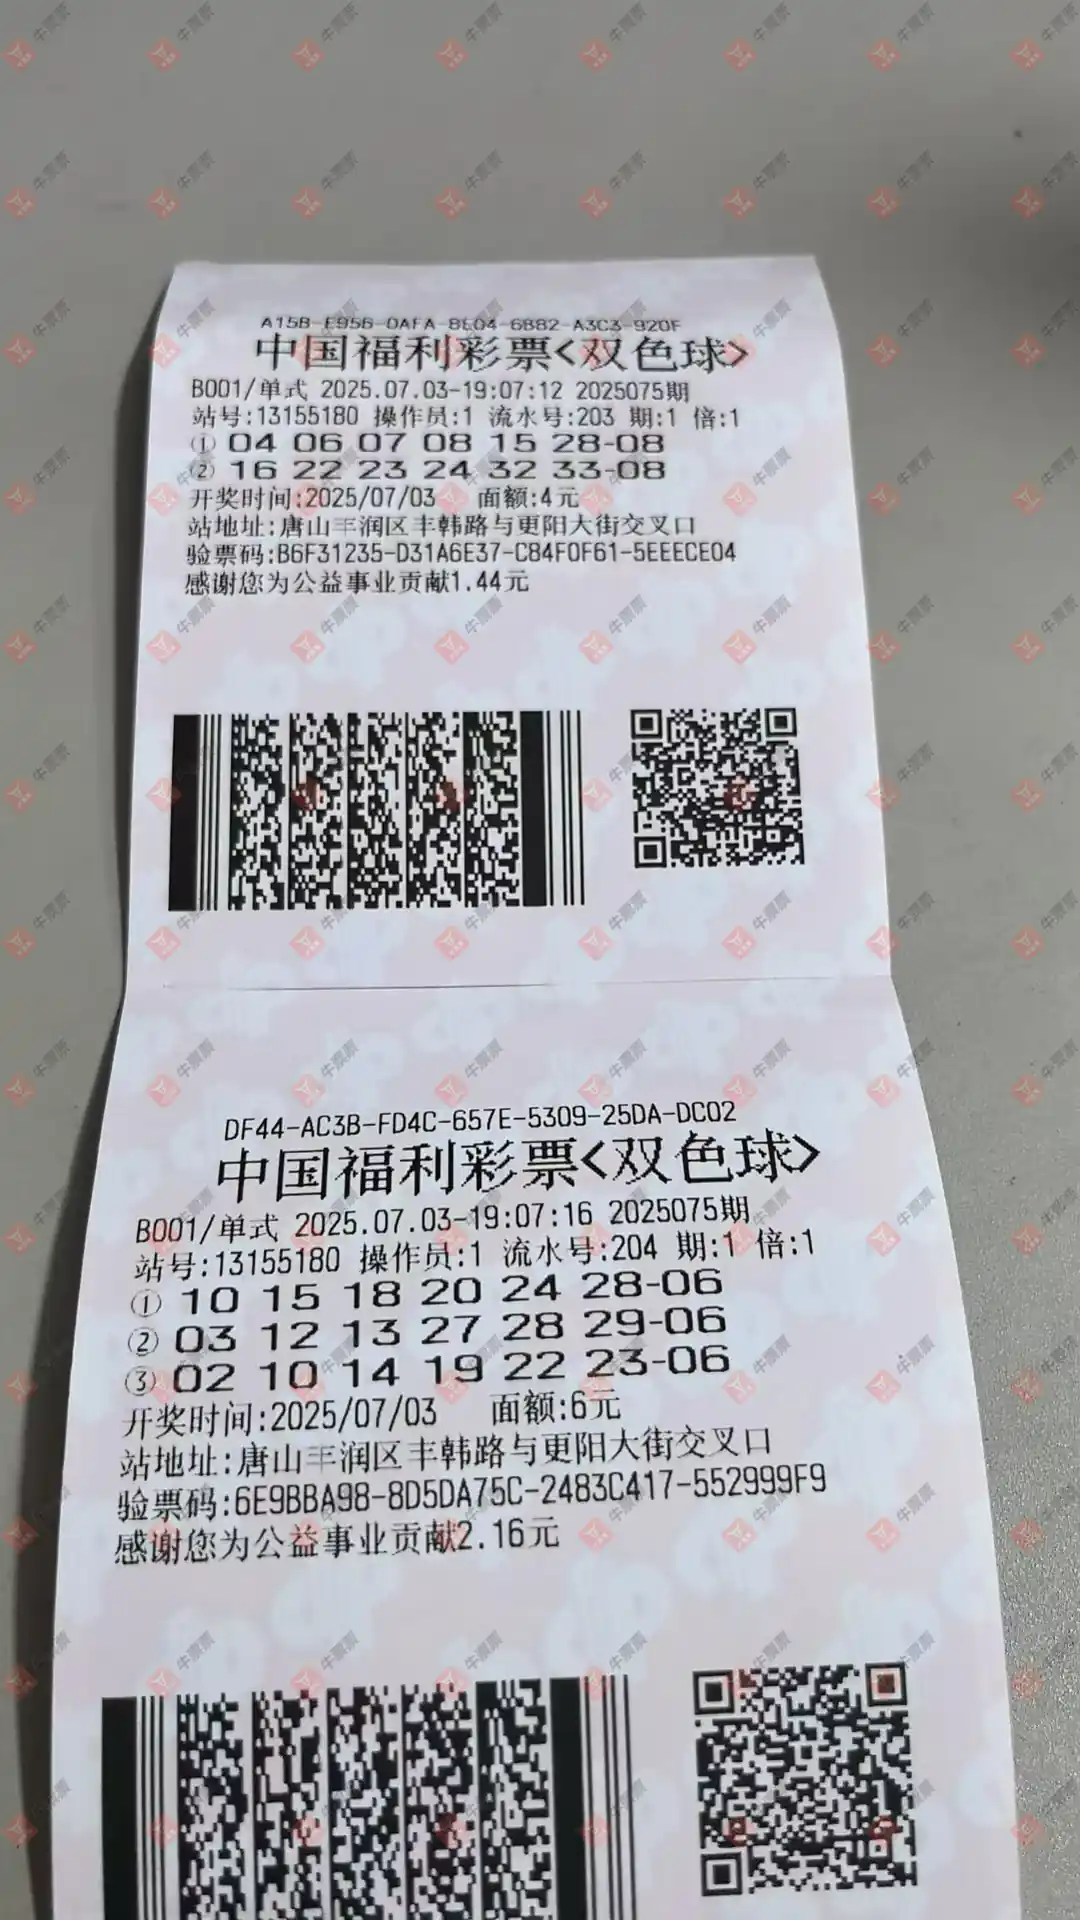 A15B-E95B-0AFA-8E04-6B82-A3C3-920F
中国福利彩票<双色球>
B001/单式 2025.07.03-19:07:12 2025075期
站号:13155180 操作员:1 流水号:203 期:1 倍:1
① 04 06 07 08 15 28-08
② 16 22 23 24 32 33-08
开奖时间:2025/07/03 面额:4元
站地址:唐山丰润区丰韩路与更阳大街交叉口
验票码:B6F31235-D31A6E37-C84F0F61-5EEECE04
感谢您为公益事业贡献1.44元
DF44-AC3B-FD4C-657E-5309-25DA-DC02
中国福利彩票<双色球>
B001/单式 2025.07.03-19:07:16 2025075期
站号:13155180 操作员:1 流水号:204 期:1 倍:1
① 10 15 18 20 24 28-06
② 03 12 13 27 28 29-06
③ 02 10 14 19 22 23-06
开奖时间:2025/07/03 面额:6元
站地址:唐山丰润区丰韩路与更阳大街交叉口
验票码:6E9BBA98-8D5DA75C-2483C417-552999F9
感谢您为公益事业贡献2.16元
牛票票